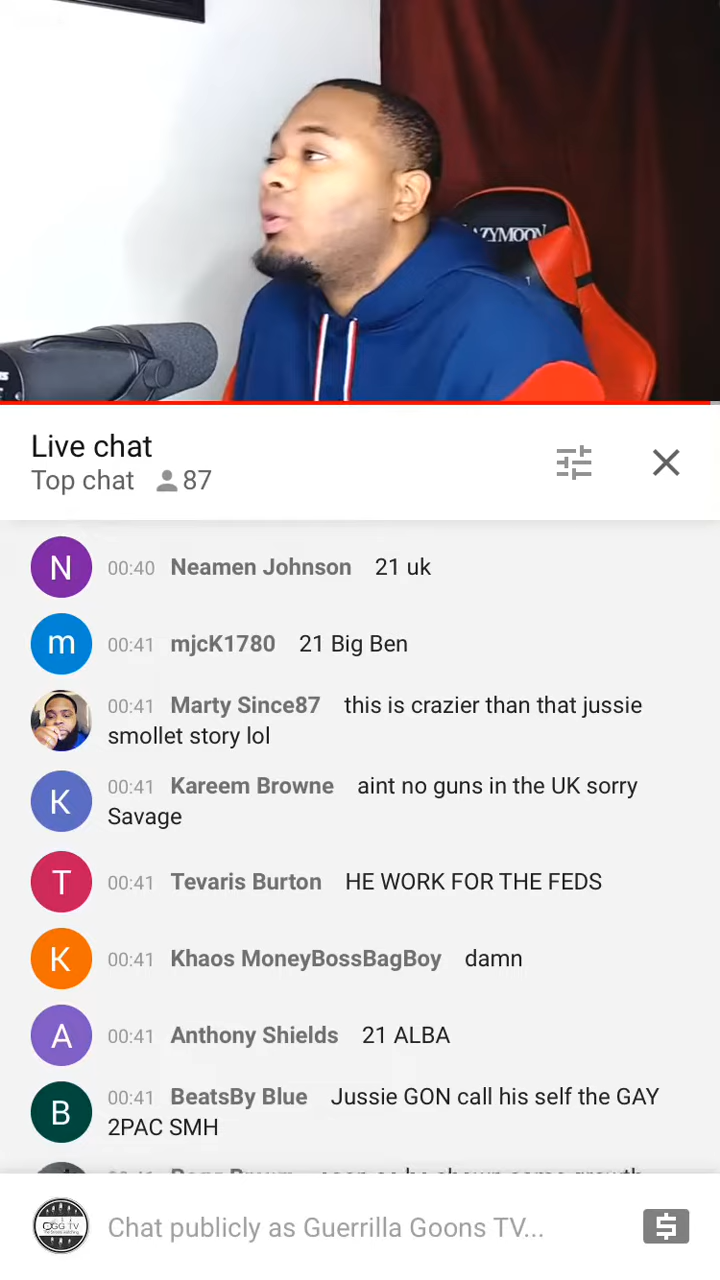 AZYMOON
Live chat
Top chat 87
N 00:40 Neamen Johnson 21 uk
m 00:41 mjcK1780 21 Big Ben
00:41 Marty Since87 this is crazier than that jussie
smollet story lol
K 00:41 Kareem Browne aint no guns in the UK sorry
Savage
T 00:41 Tevaris Burton HE WORK FOR THE FEDS
K 00:41 Khaos MoneyBossBagBoy damn
A 00:41 Anthony Shields 21 ALBA
B 00:41 BeatsBy Blue Jussie GON call his self the GAY
2PAC SMH
Chat publicly as Guerrilla Goons TV...
$